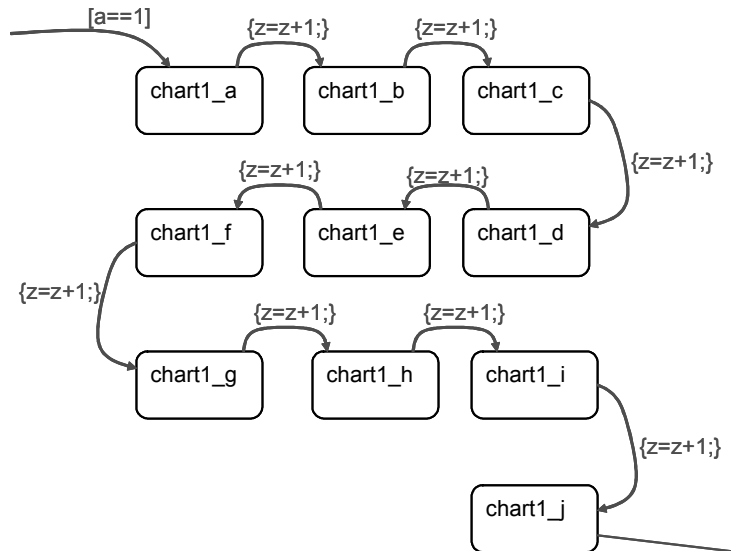 [a==1]
{z=z+1;}
{z=z+1;}
chart1_a
chart1_b
chart1_c
{z=z+1;}
{z=z+1;}
{z=z+1;}
chart1_f
chart1_e
chart1_d
{z=z+1;}
{z=z+1;}
{z=z+1;}
chart1_g
chart1_h
chart1_i
{z=z+1;}
chart1_j